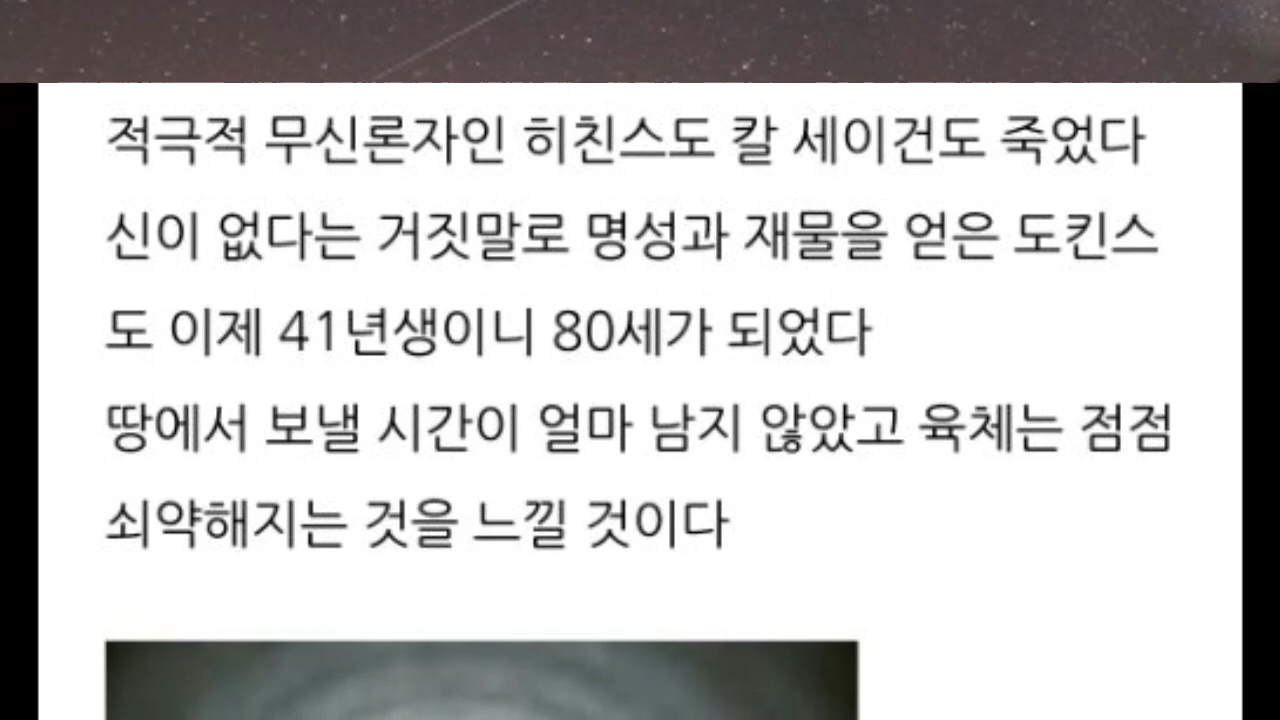 적극적 무신론자인 히친스도 칼 세이건도 죽었다
신이 없다는 거짓말로 명성과 재물을 얻은 도킨스
도 이제 41년생이니 80세가 되었다
땅에서 보낼 시간이 얼마 남지 않았고 육체는 점점
쇠약해지는 것을 느낄 것이다